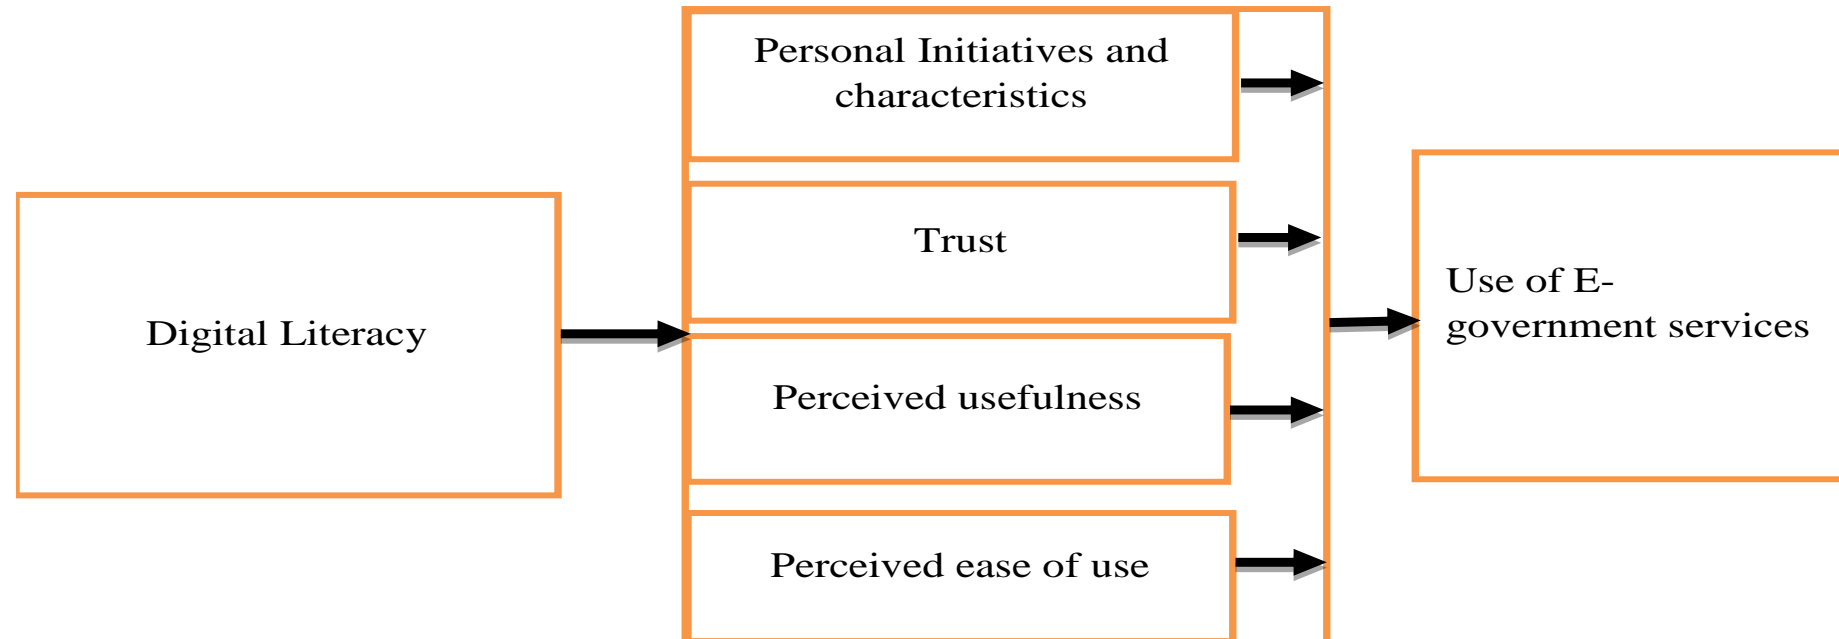 Personal Initiatives and
characteristics
Trust
Digital Literacy
Perceived usefulness
Perceived ease of use
Use of E-
government services